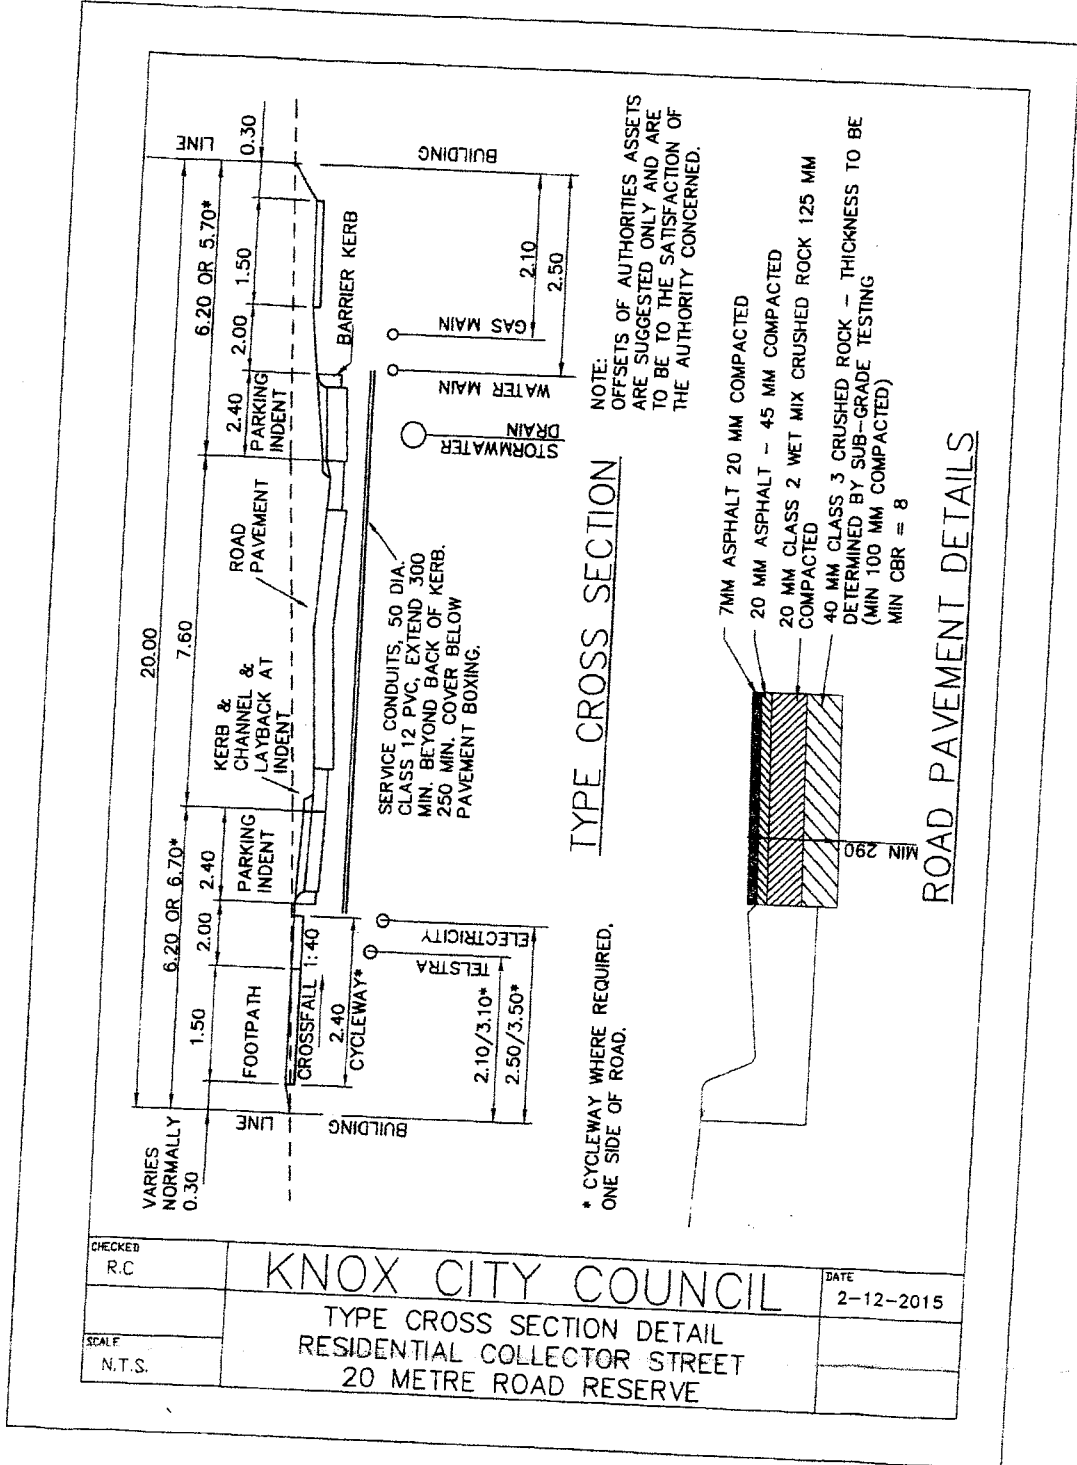 VARIES
NORMALLY
0.30
20.00
6.20 OR 6.70*
7.60
6.20 OR 5.70*
1.50
2.00
2.40
2.40
2.00
1.50
0.30
LINE
BUILDING
FOOTPATH
PARKING
INDENT
KERB &
CHANNEL &
LAYBACK AT
INDENT
ROAD
PAVEMENT
PARKING
INDENT
LINE
BUILDING
CROSSFALL 1:40
2.40
CYCLEWAY*
BARRIER KERB
TELSTRA
ELECTRICITY
2.10/3.10*
2.50/3.50*
SERVICE CONDUITS, 50 DIA.
CLASS 12 PVC, EXTEND 300
MIN. BEYOND BACK OF KERB.
250 MIN. COVER BELOW
PAVEMENT BOXING.
STORMWATER
DRAIN
WATER MAIN
GAS MAIN
2.10
2.50
* CYCLEWAY WHERE REQUIRED.
ONE SIDE OF ROAD.
TYPE CROSS SECTION
NOTE:
OFFSETS OF AUTHORITIES ASSETS
ARE SUGGESTED ONLY AND ARE
TO BE TO THE SATISFACTION OF
THE AUTHORITY CONCERNED.
7MM ASPHALT 20 MM COMPACTED
20 MM ASPHALT - 45 MM COMPACTED
20 MM CLASS 2 WET MIX CRUSHED ROCK 125 MM
COMPACTED
40 MM CLASS 3 CRUSHED ROCK - THICKNESS TO BE
DETERMINED BY SUB-GRADE TESTING
(MIN 100 MM COMPACTED)
MIN CBR = 8
MIN 290
ROAD PAVEMENT DETAILS
CHECKED
R.C
SCALE
N.T.S.
KNOX CITY COUNCIL
TYPE CROSS SECTION DETAIL
RESIDENTIAL COLLECTOR STREET
20 METRE ROAD RESERVE
DATE
2-12-2015